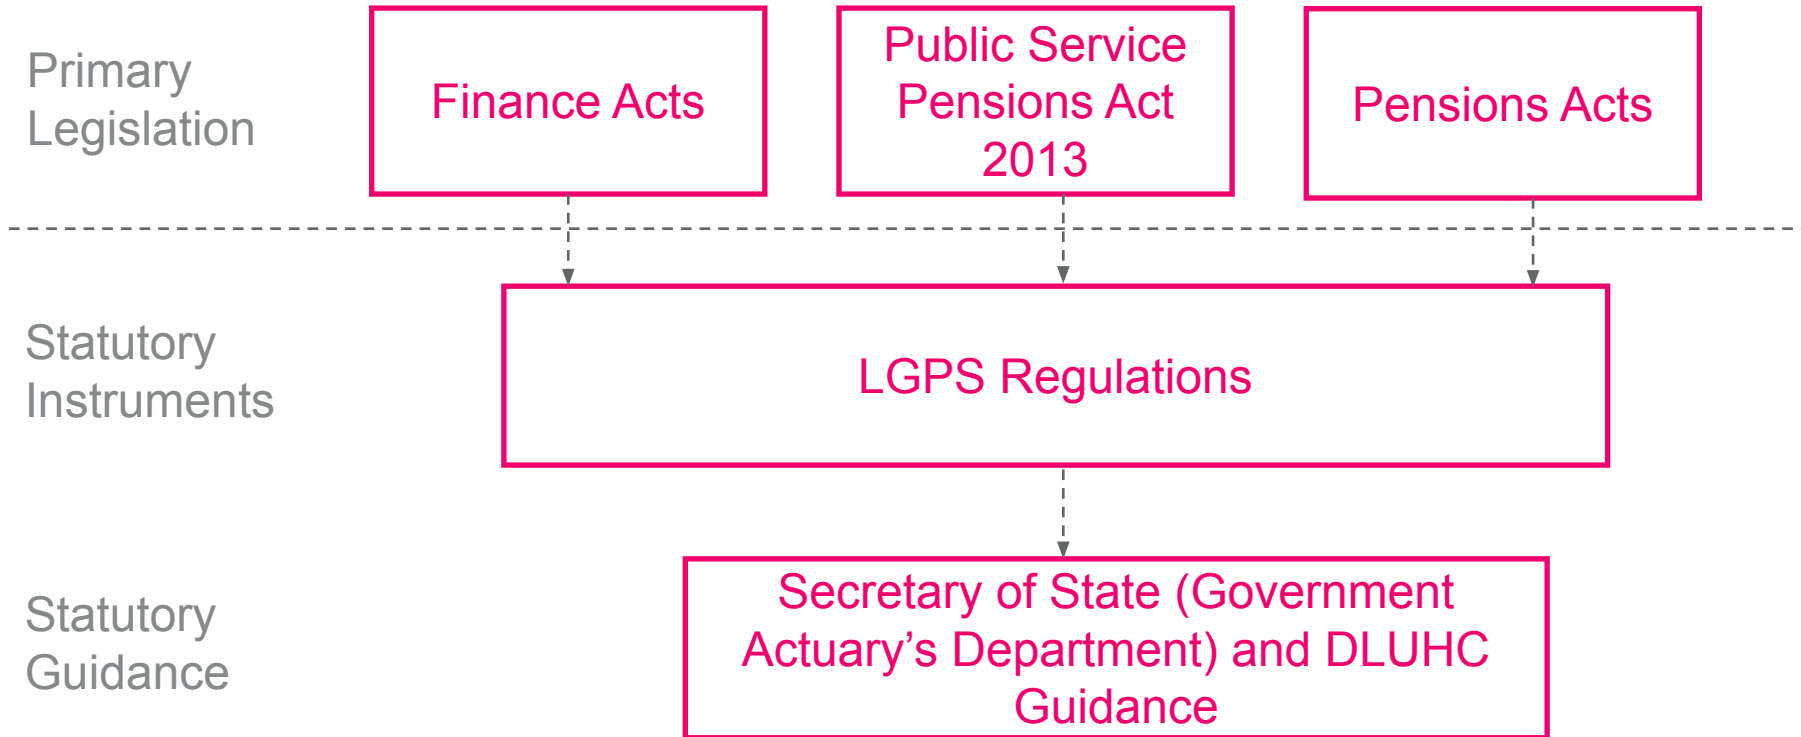 Primary
Legislation
Finance Acts
Public Service
Pensions Act
2013
Pensions Acts
Statutory
Instruments
LGPS Regulations
Statutory
Guidance
Secretary of State (Government
Actuary’s Department) and DLUHC
Guidance